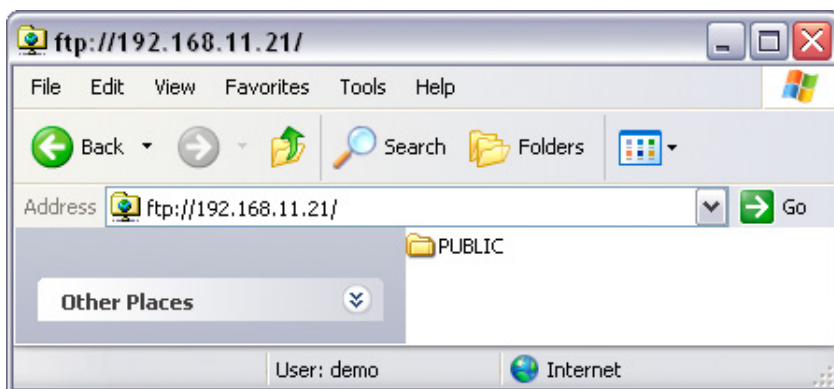 ftp://192.168.11.21/
File Edit View Favorites Tools Help
Back Search Folders
Address ftp://192.168.11.21/ Go
PUBLIC
Other Places
User: demo Internet